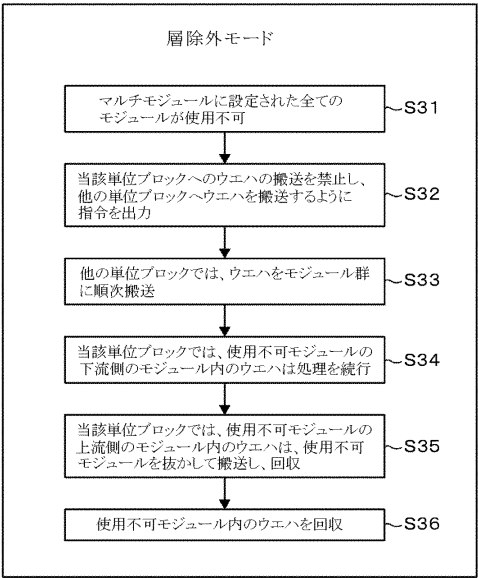 層除外モード
マルチモジュールに設定された全ての
モジュールが使用不可
S31
当該単位ブロックへのウエハの搬送を禁止し、
他の単位ブロックへウエハを搬送するように
指令を出力
S32
他の単位ブロックでは、ウエハをモジュール群
に順次搬送
S33
当該単位ブロックでは、使用不可モジュールの
下流側のモジュール内のウエハは処理を続行
S34
当該単位ブロックでは、使用不可モジュールの
上流側のモジュール内のウエハは、使用不可
モジュールを抜かして搬送し、回収
S35
使用不可モジュール内のウエハを回収
S36